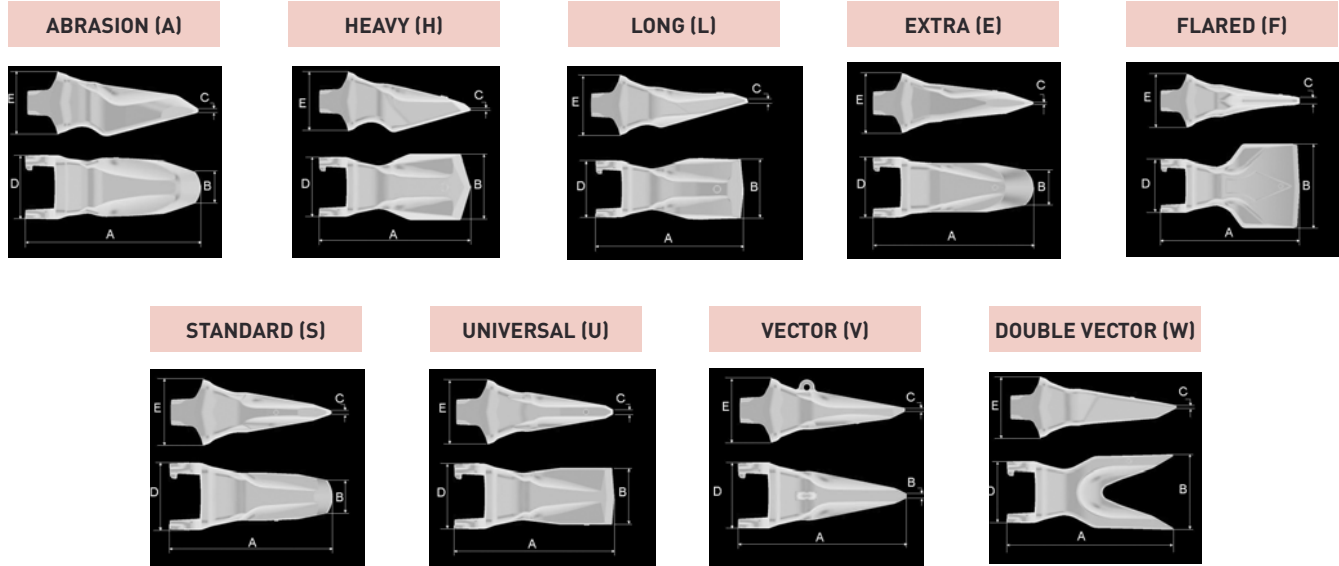 ABRASION (A)
HEAVY (H)
LONG (L)
EXTRA (E)
FLARED (F)
E
C
D
B
A
E
C
D
B
A
E
C
D
B
A
E
C
D
B
A
E
C
D
B
A
STANDARD (S)
UNIVERSAL (U)
VECTOR (V)
DOUBLE VECTOR (W)
E
C
D
B
A
E
C
D
B
A
E
C
D
B
A
E
C
D
B
A